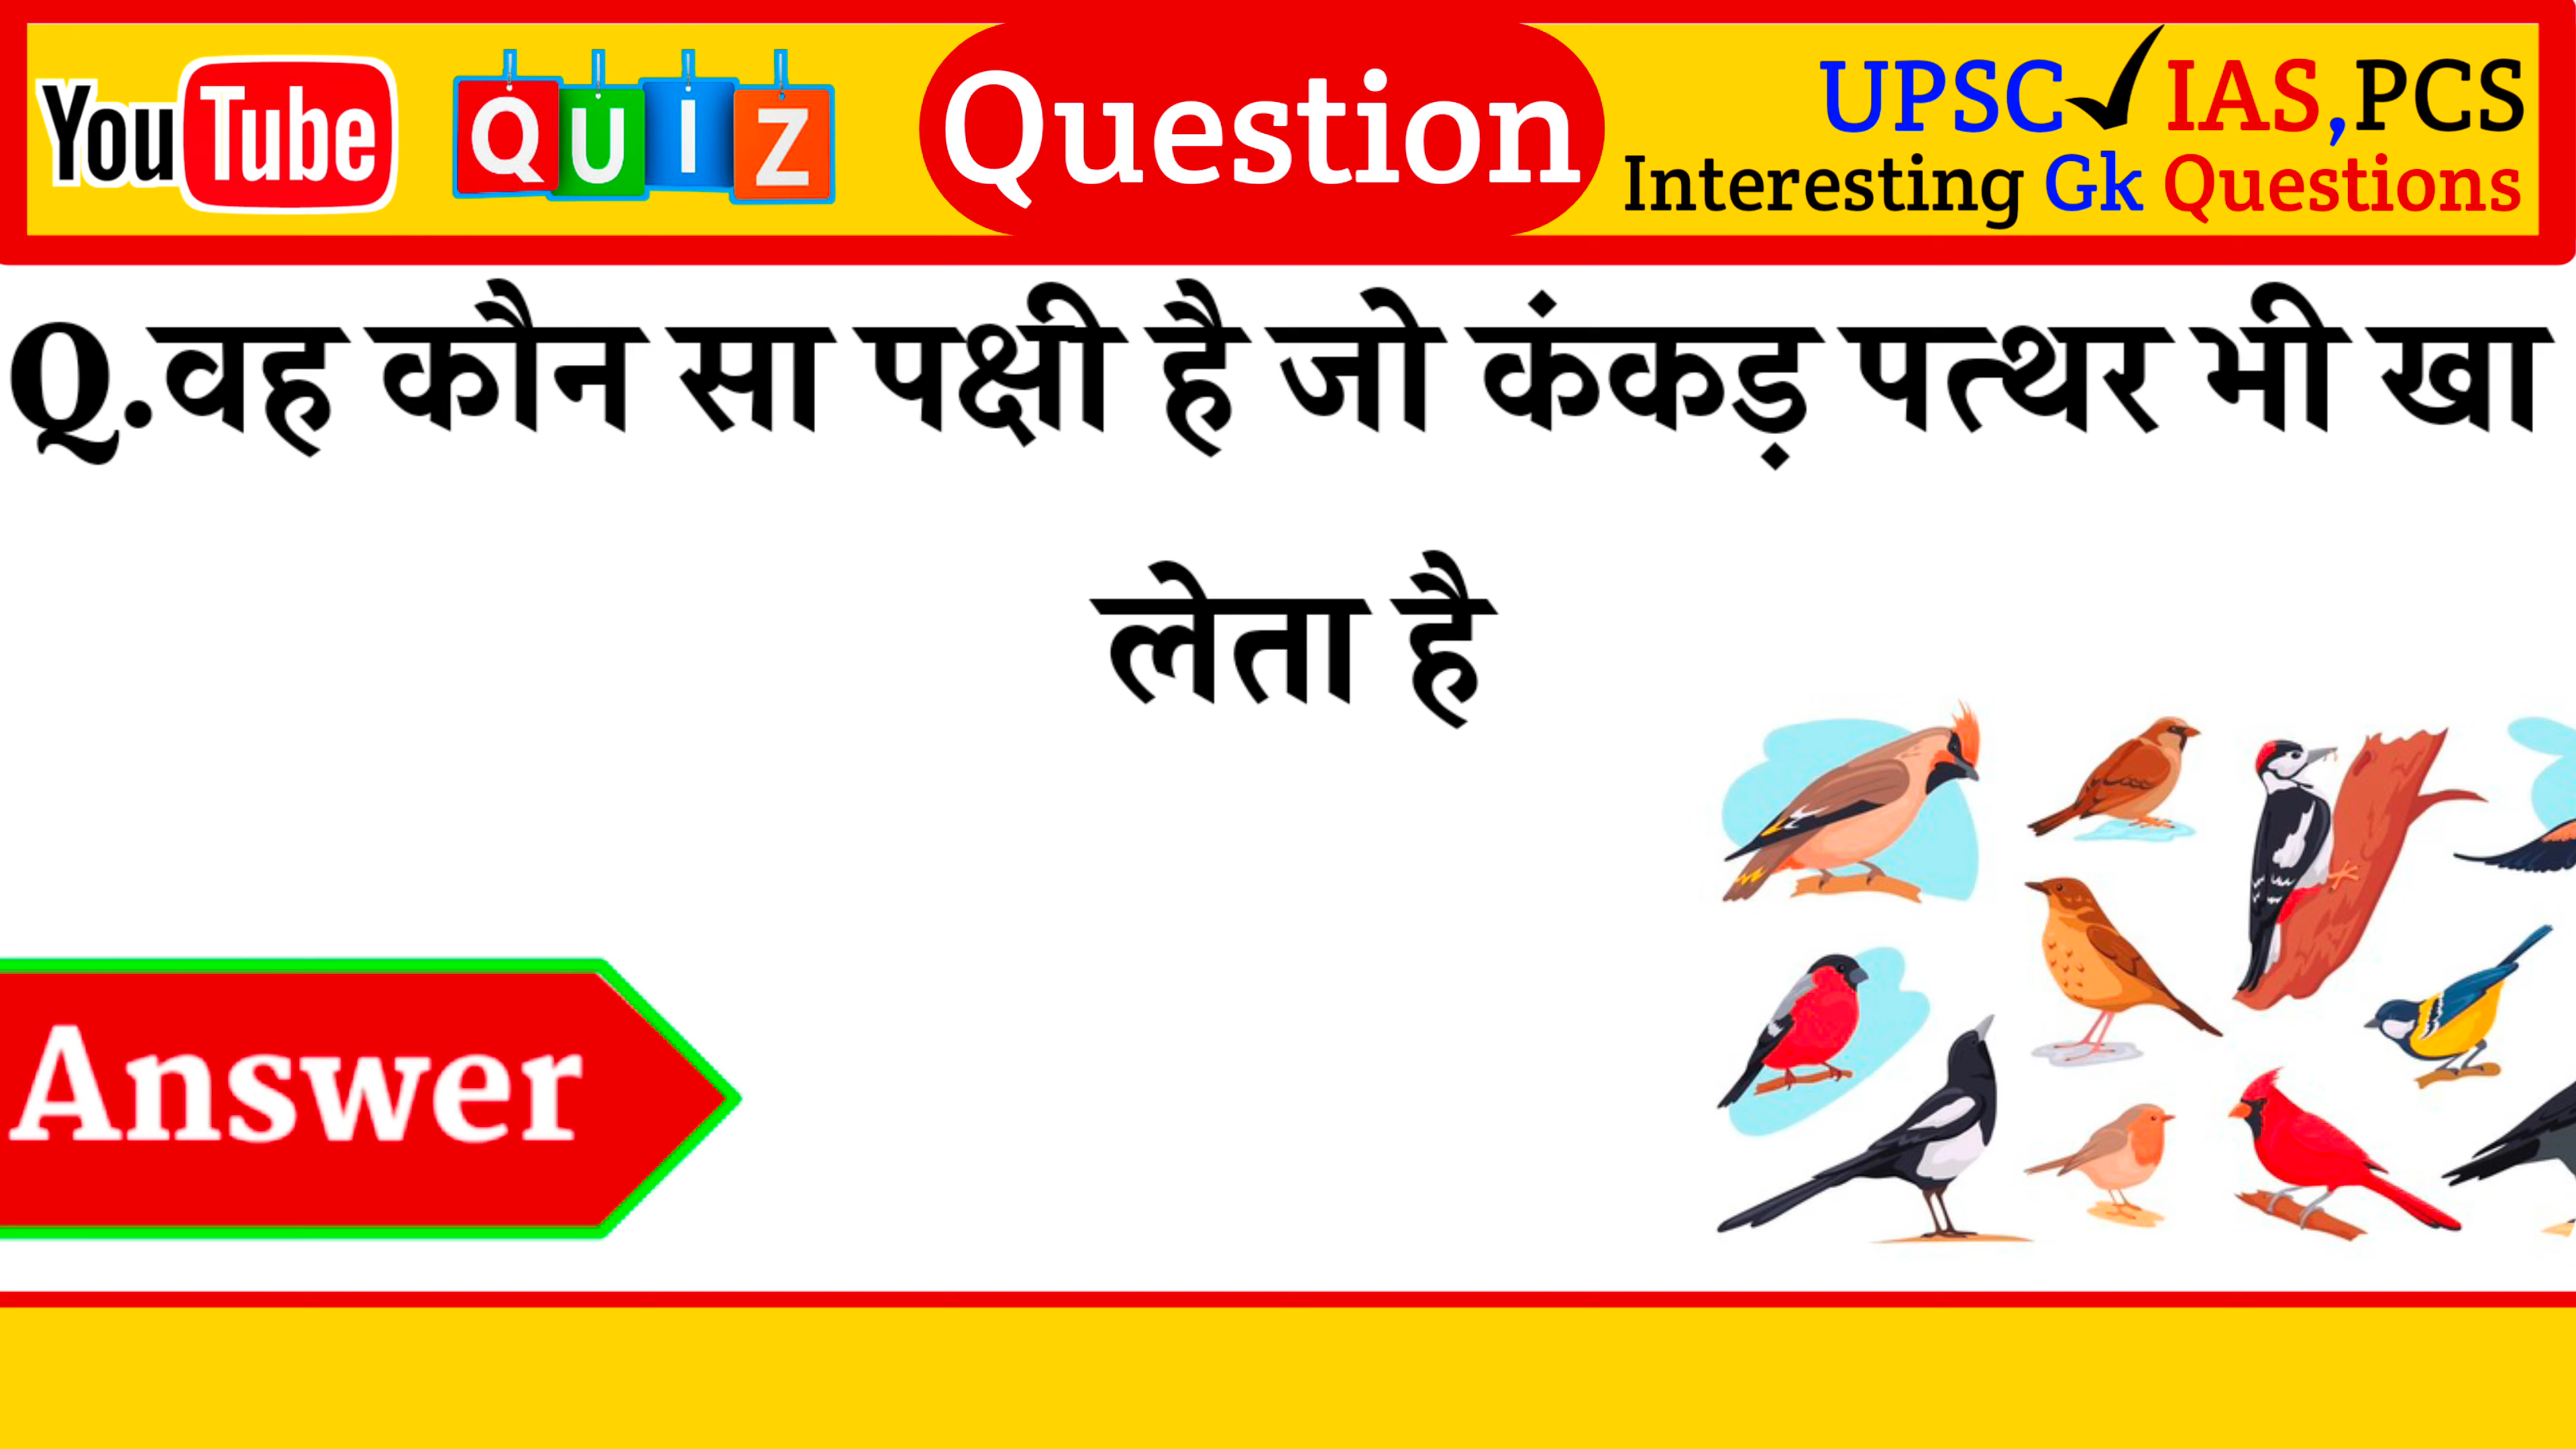 YouTube QUIZ Question UPSC IAS,PCS
Interesting Gk Questions
Q.वह कौन सा पक्षी है जो कंकड़ पत्थर भी खा
लेता है
Answer